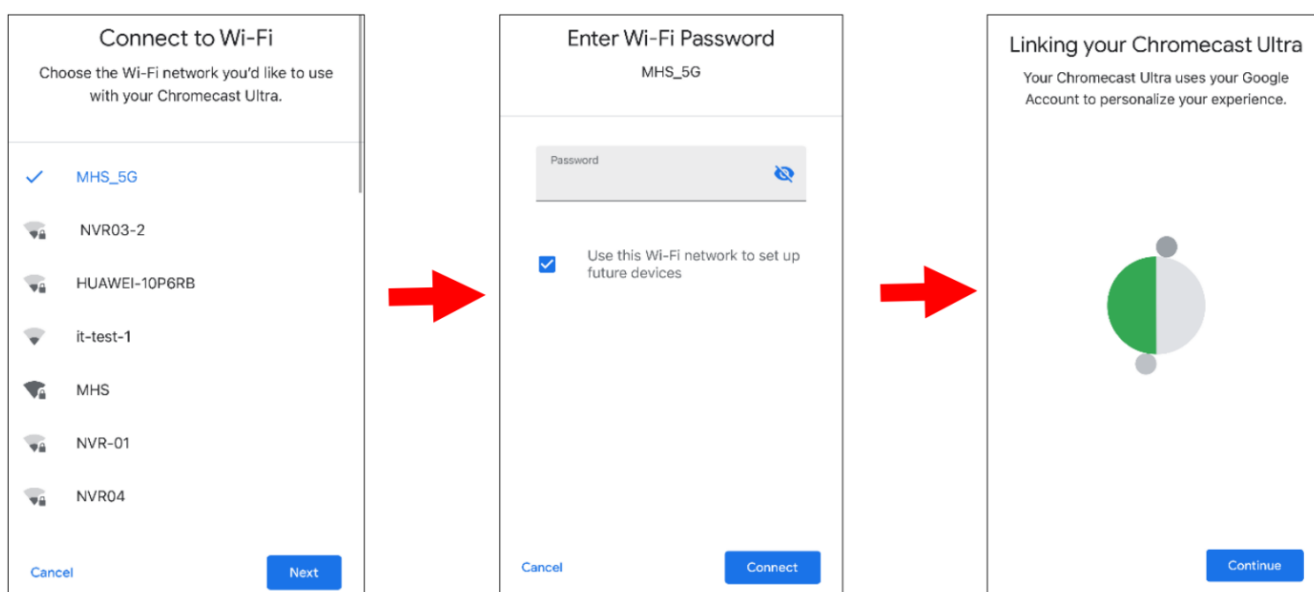 Connect to Wi-Fi
Choose the Wi-Fi network you'd like to use
with your Chromecast Ultra.
MHS_5G
NVR03-2
HUAWEI-10P6RB
it-test-1
MHS
NVR-01
NVR04
Cancel
Next
Enter Wi-Fi Password
MHS_5G
Password
Use this Wi-Fi network to set up
future devices
Cancel
Connect
Linking your Chromecast Ultra
Your Chromecast Ultra uses your Google
Account to personalize your experience.
Continue